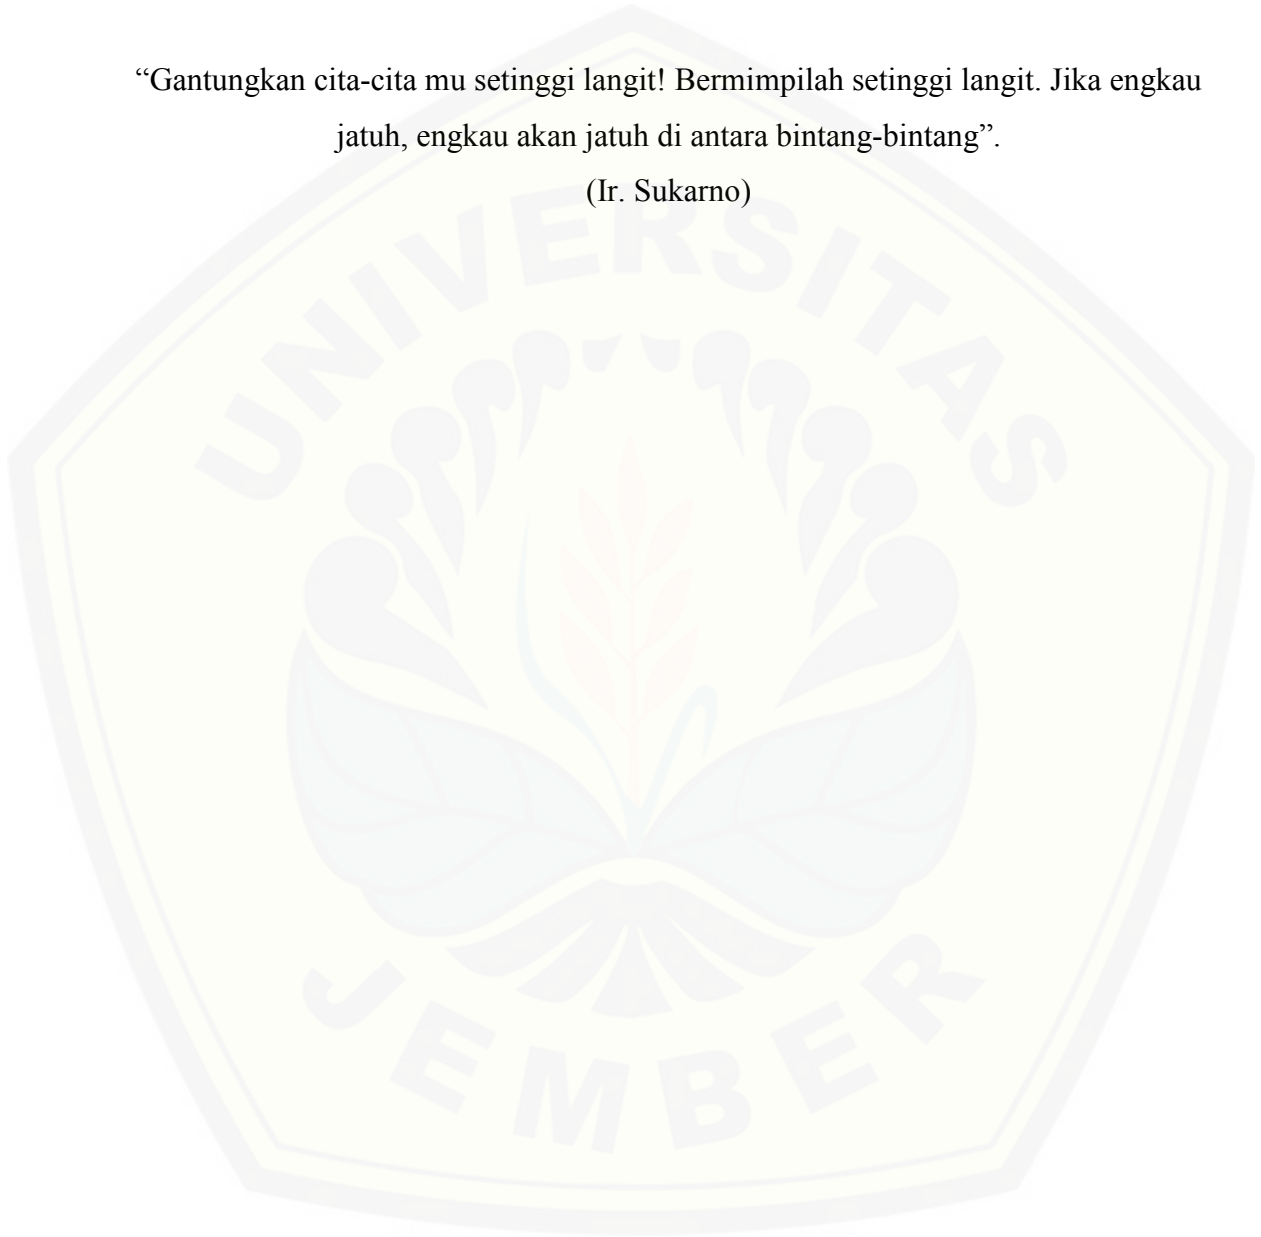 “Gantungkan cita-cita mu setinggi langit! Bermimpilah setinggi langit. Jika engkau
jatuh, engkau akan jatuh di antara bintang-bintang”.
(Ir. Sukarno)
UNIVERSITAS
JEMBER